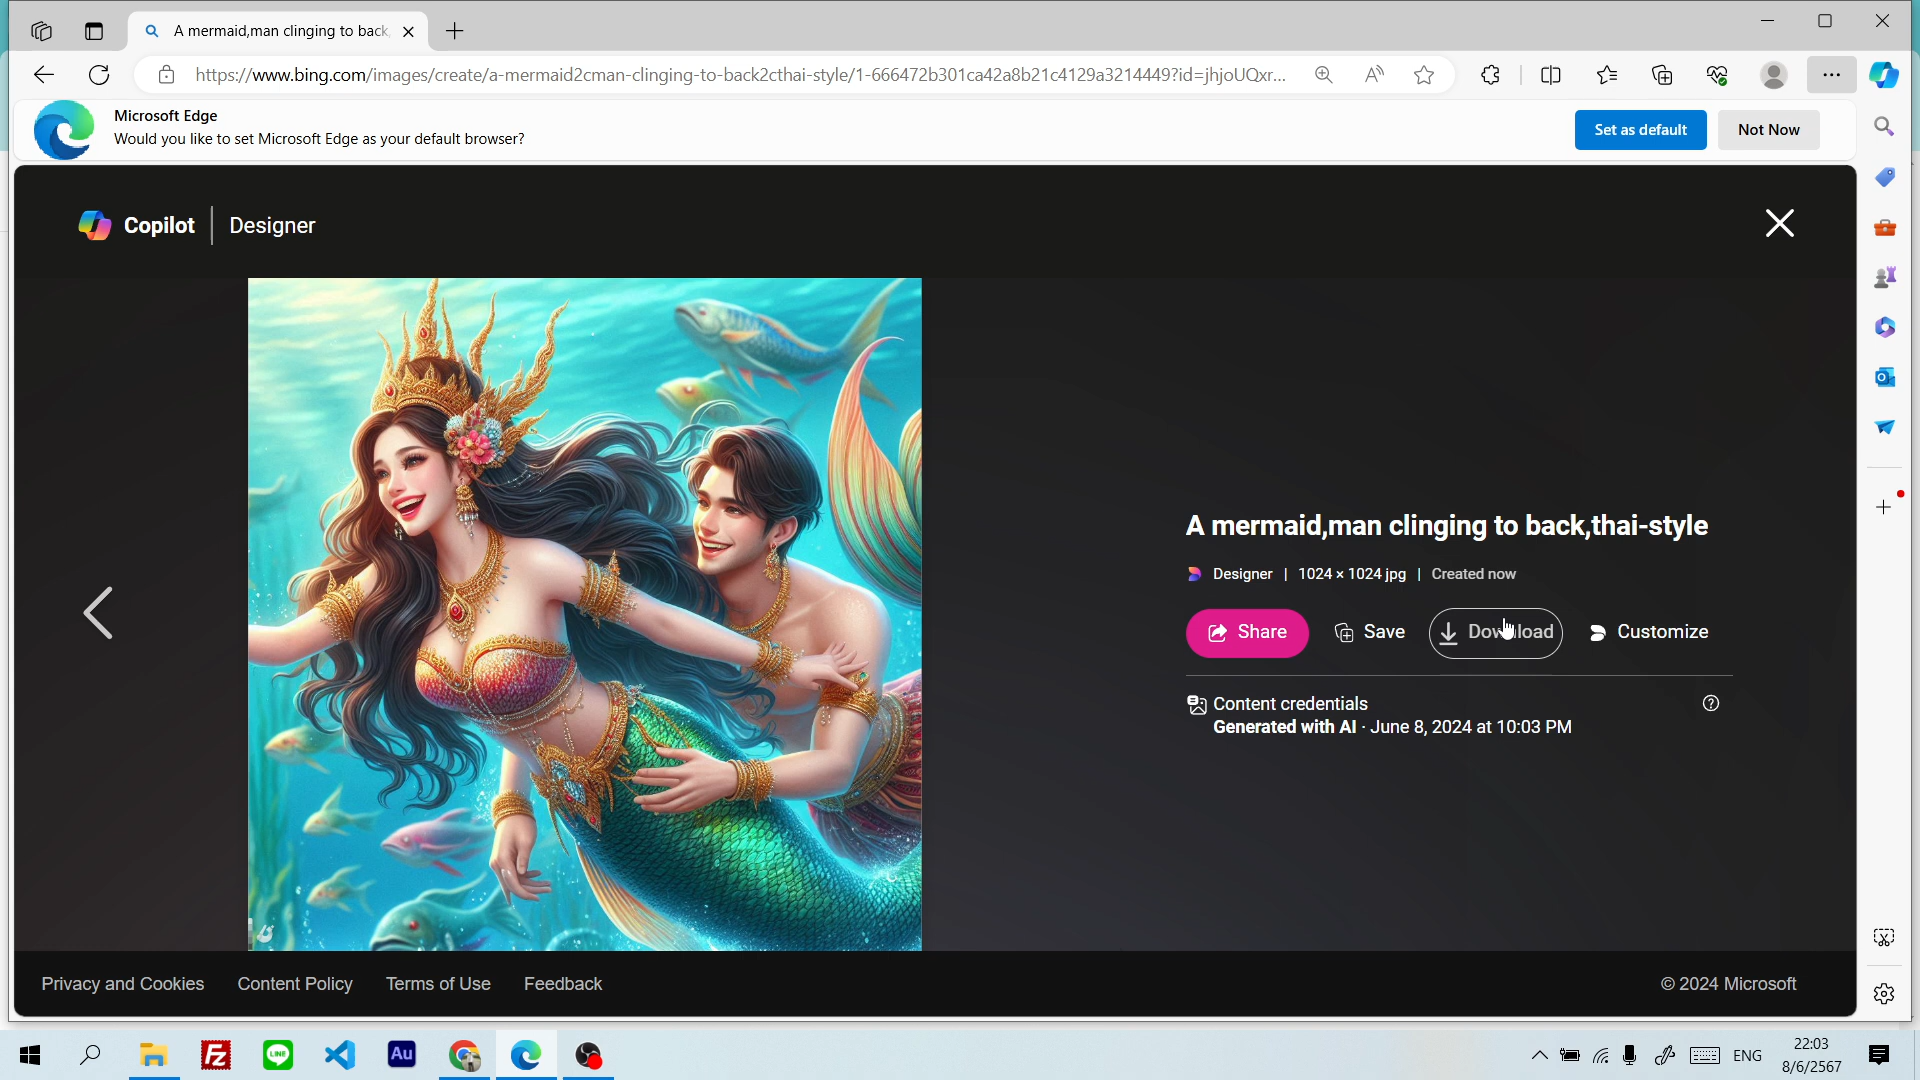 A mermaid,man clinging to back
https://www.bing.com/images/create/a-mermaid2cman-clinging-to-back2cthai-style/1-666472b301ca42a8b21c4129a3214449?id=jhjoUQxr...
Microsoft Edge
Would you like to set Microsoft Edge as your default browser?
Set as default
Not Now
Copilot
Designer
A mermaid,man clinging to back,thai-style
Designer | 1024 × 1024 jpg | Created now
Share
Save
Download
Customize
Content credentials
Generated with AI · June 8, 2024 at 10:03 PM
Privacy and Cookies
Content Policy
Terms of Use
Feedback
© 2024 Microsoft
LINE
Au
ENG
22:03
8/6/2567